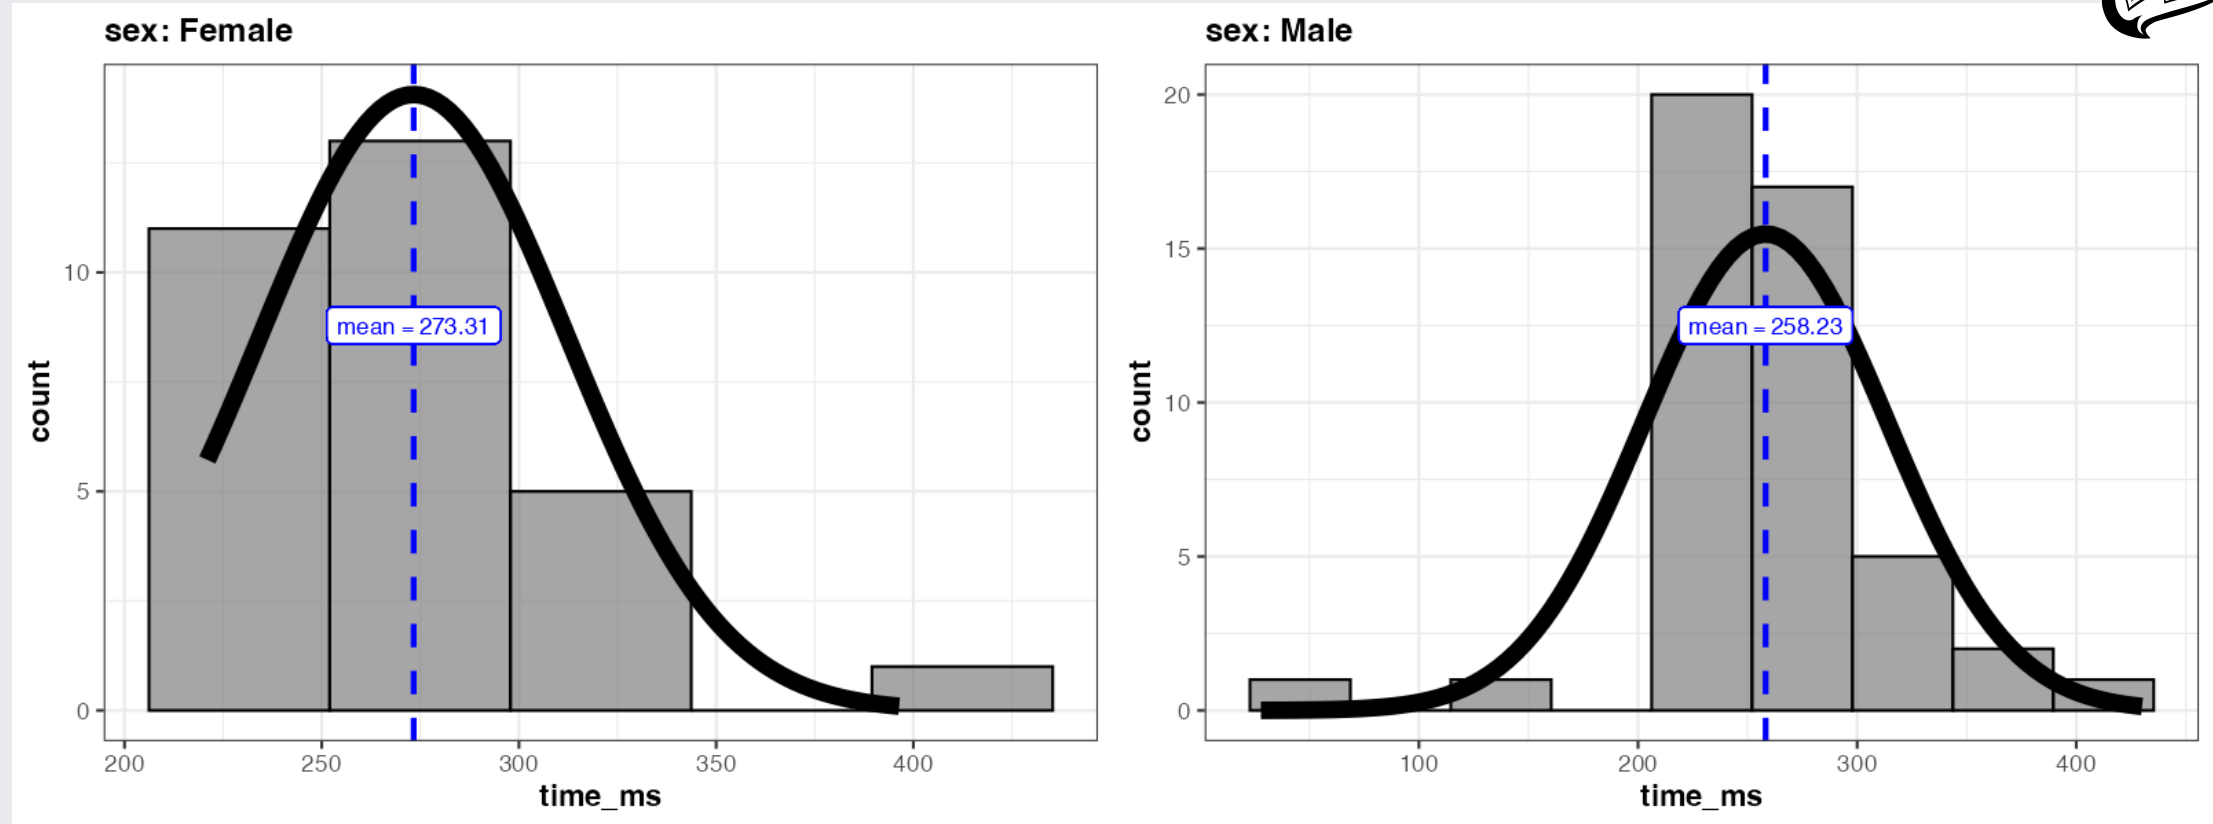 sex: Female
10
5
0
count
mean = 273.31
200 250 300 350 400
time_ms
sex: Male
20
15
10
5
0
count
mean = 258.23
100 200 300 400
time_ms